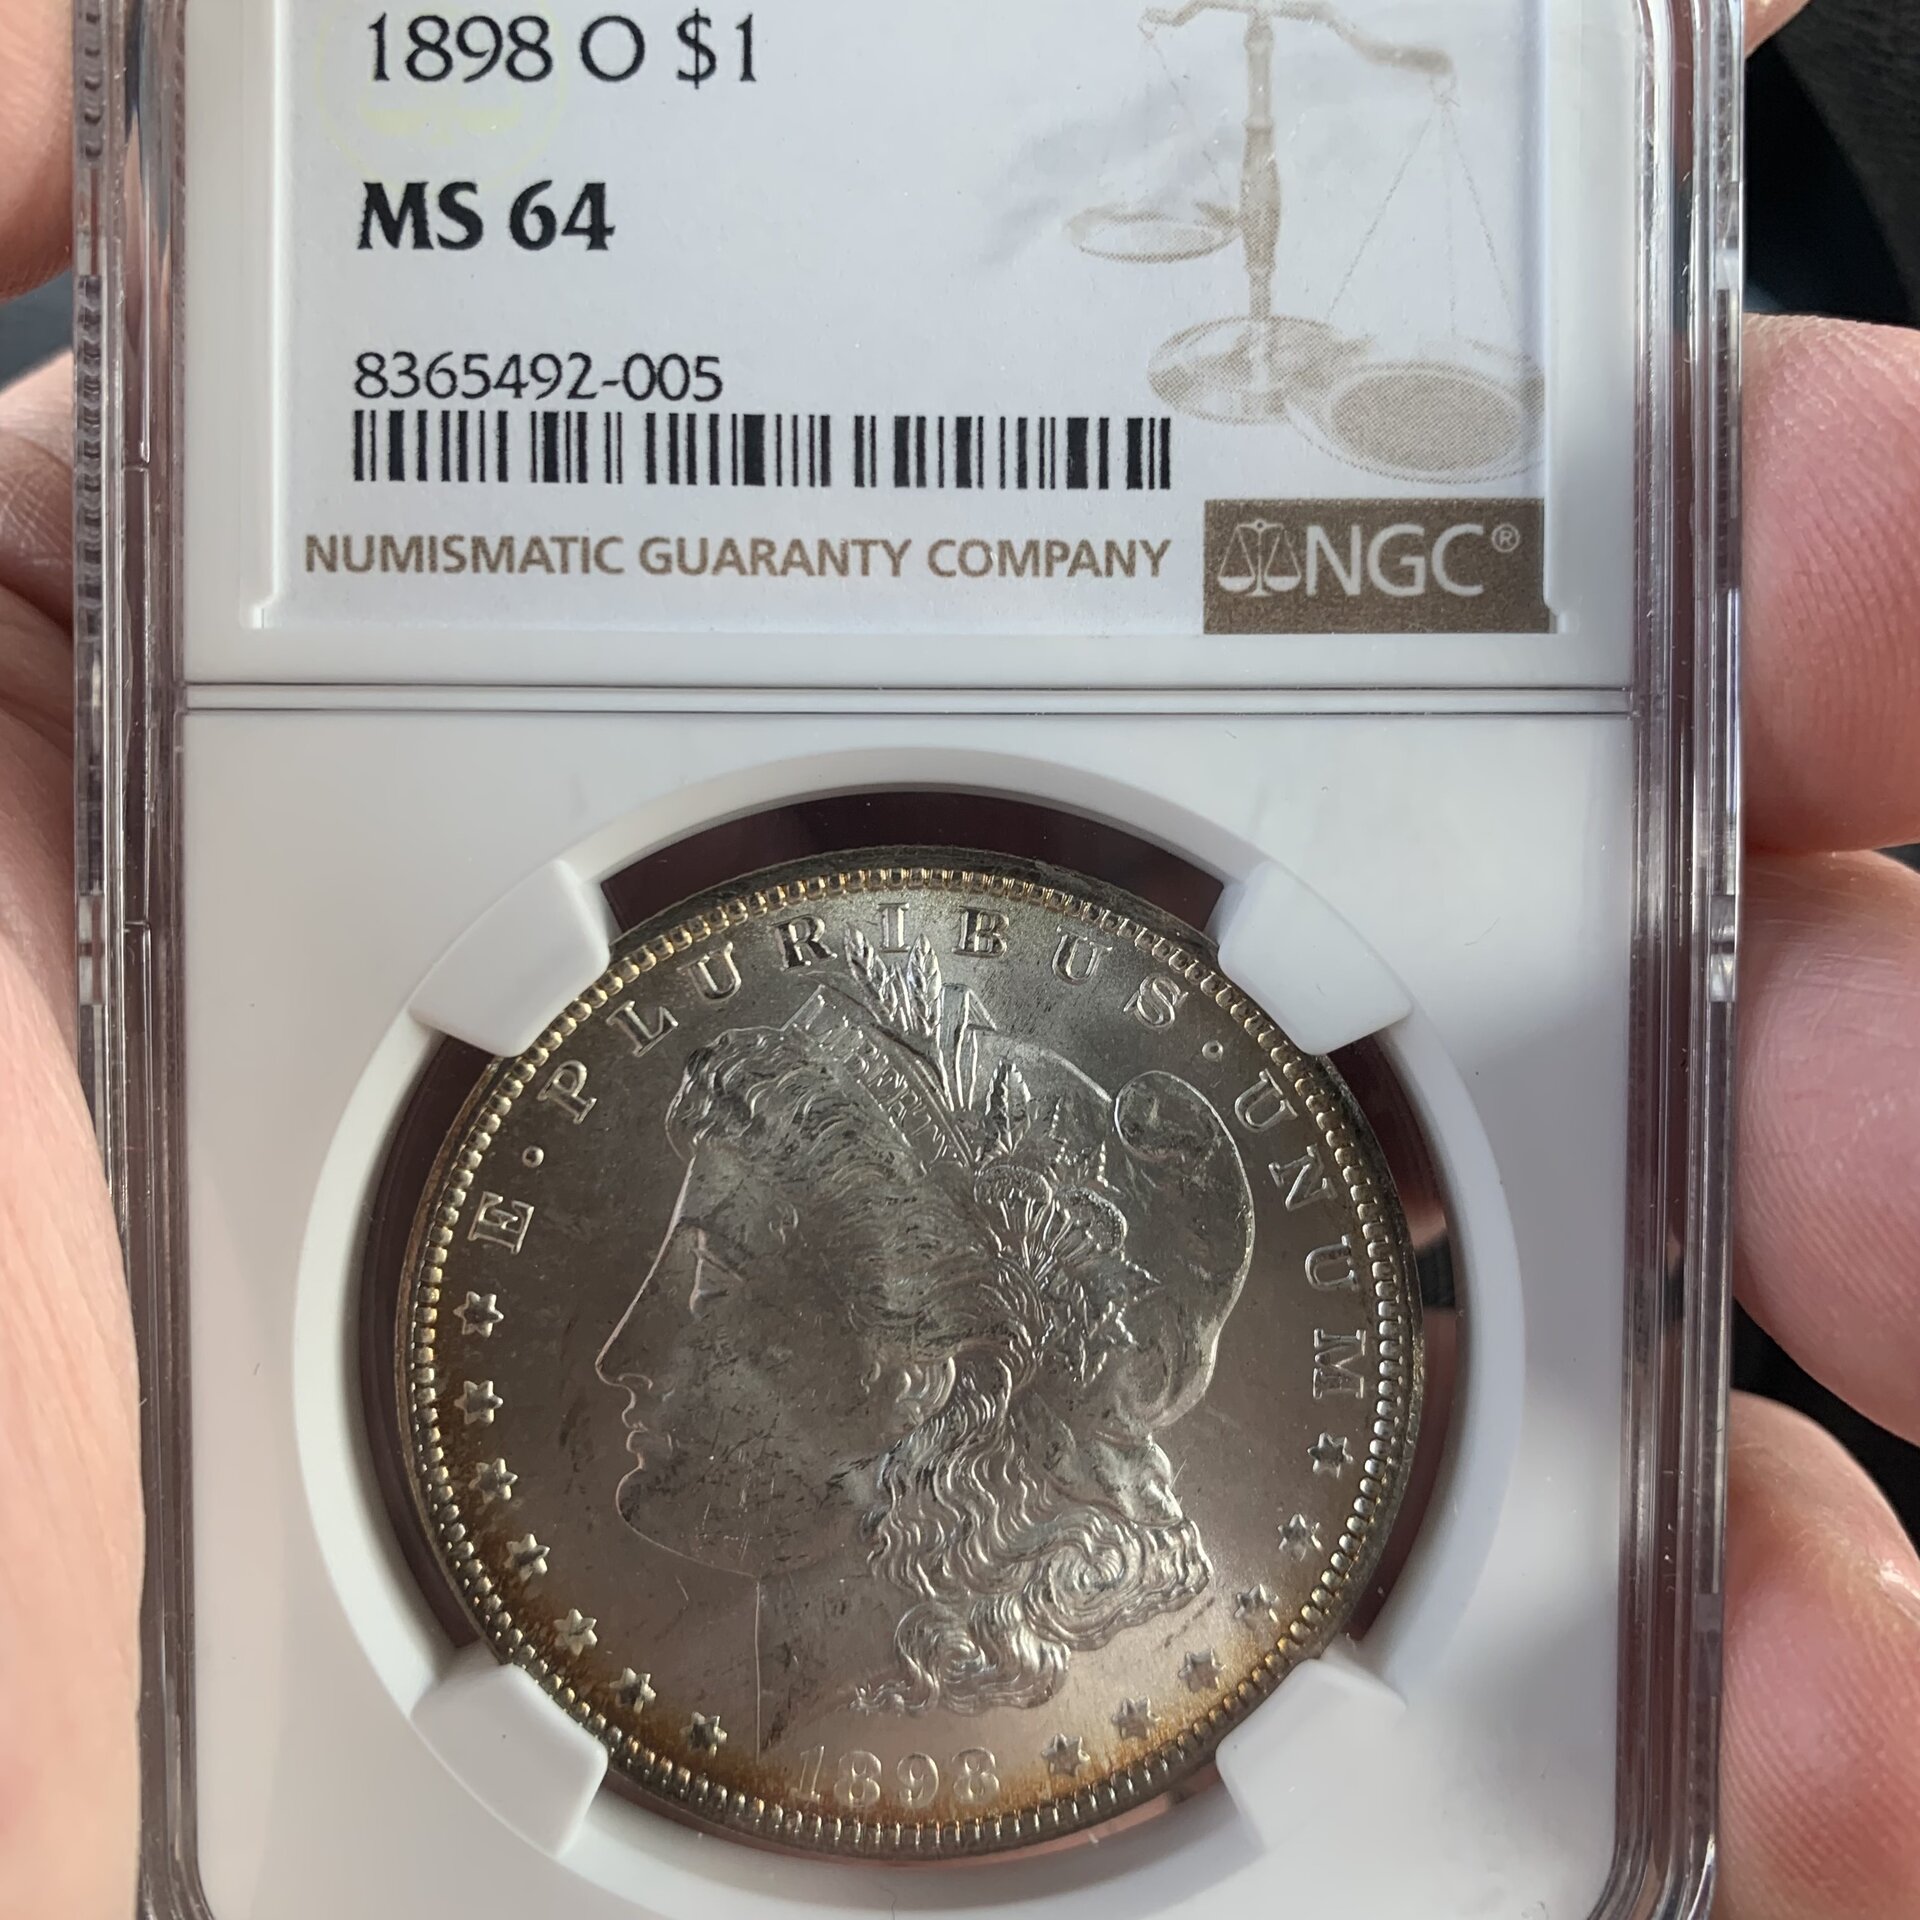 1898 O $1
MS 64
8365492-005
NUMISMATIC GUARANTY COMPANY
NGC®
E · PLURIBUS · UNUM
LIBERTY
1898